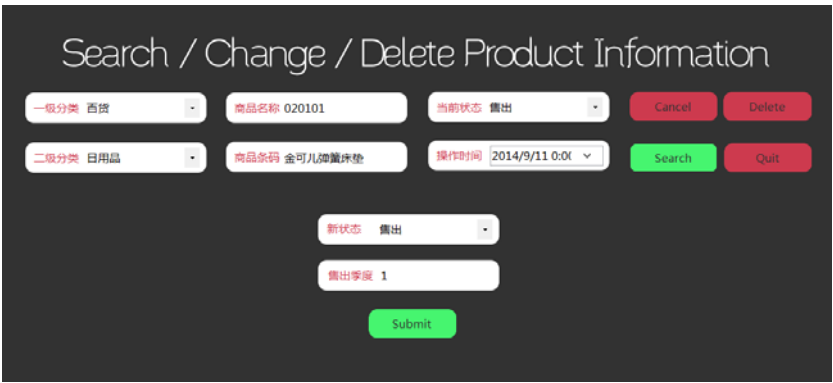 Search / Change / Delete Product Information
一级分类 百货 商品名称 020101 当前状态 售出 Cancel Delete
二级分类 日用品 商品条码 金可儿弹簧床垫 操作时间 2014/9/11 0:0( Search Quit
新状态 售出
售出季度 1
Submit